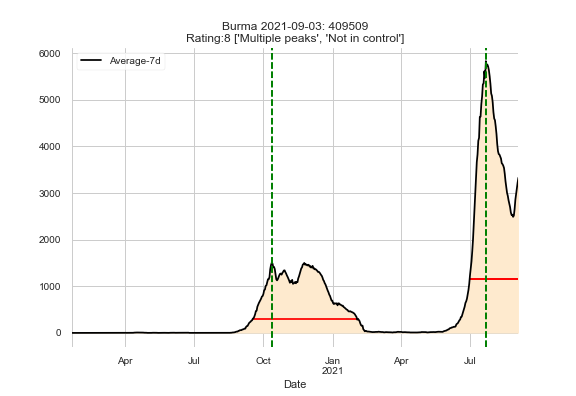 Burma 2021-09-03: 409509
Rating:8 ['Multiple peaks', 'Not in control']
Average-7d
6000
5000
4000
3000
2000
1000
0
Apr Jul Oct Jan Apr Jul
2021
Date